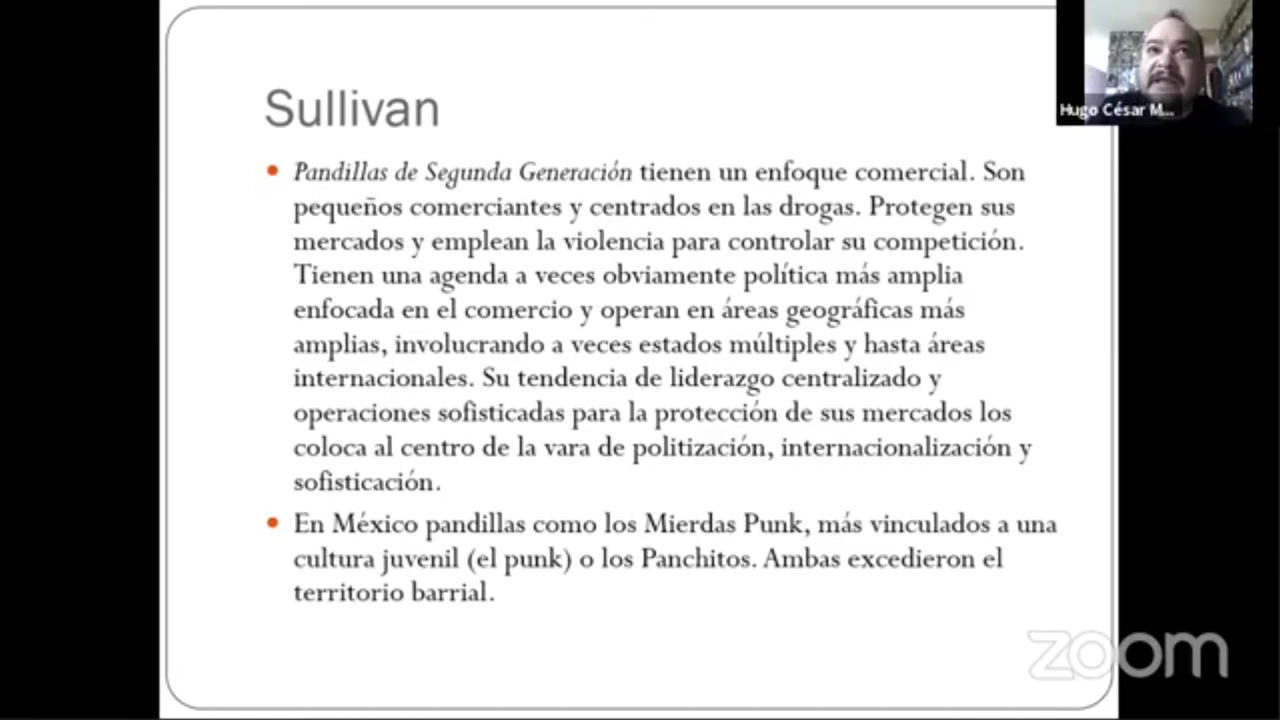 Sullivan
Pandillas de Segunda Generación tienen un enfoque comercial. Son
pequeños comerciantes y centrados en las drogas. Protegen sus
mercados y emplean la violencia para controlar su competición.
Tienen una agenda a veces obviamente política más amplia
enfocada en el comercio y operan en áreas geográficas más
amplias, involucrando a veces estados múltiples y hasta áreas
internacionales. Su tendencia de liderazgo centralizado y
operaciones sofisticadas para la protección de sus mercados los
coloca al centro de la vara de politización, internacionalización y
sofisticación.
En México pandillas como los Mierdas Punk, más vinculados a una
cultura juvenil (el punk) o los Panchitos. Ambas excedieron el
territorio barrial.
Hugo César M...
zoom